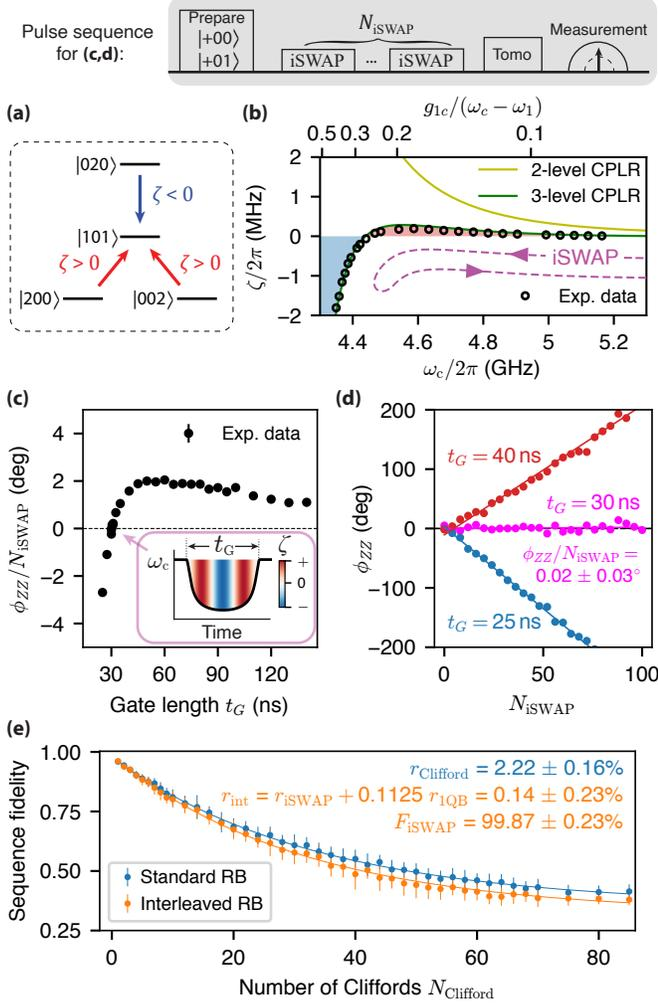 Pulse sequence
for (c,d):
Prepare
|+00⟩
|+01⟩
N_iSWAP
iSWAP
...
iSWAP
Tomo
Measurement
(a)
|020⟩
ζ<0
|101⟩
ζ>0
ζ>0
|200⟩
|002⟩
(b)
g_1c/(ω_c − ω_1)
0.5 0.3 0.2 0.1
ζ/2π (MHz)
2
1
0
−1
−2
2-level CPLR
3-level CPLR
iSWAP
Exp. data
4.4 4.6 4.8 5 5.2
ω_c/2π (GHz)
(c)
ϕ_ZZ/N_iSWAP (deg)
4
2
0
−2
−4
Exp. data
t_G
ζ
ω_c
+
0
−
Time
0 30 60 90 120
Gate length t_G (ns)
(d)
ϕ_ZZ (deg)
200
100
0
−100
−200
t_G = 40 ns
t_G = 30 ns
ϕ_ZZ/N_iSWAP =
0.02 ± 0.03°
t_G = 25 ns
0 50 100
N_iSWAP
(e)
Sequence fidelity
1.00
0.75
0.50
0.25
r_Clifford = 2.22 ± 0.16%
r_int = r_iSWAP + 0.1125 r_1QB = 0.14 ± 0.23%
F_iSWAP = 99.87 ± 0.23%
Standard RB
Interleaved RB
0 20 40 60 80
Number of Cliffords N_Clifford